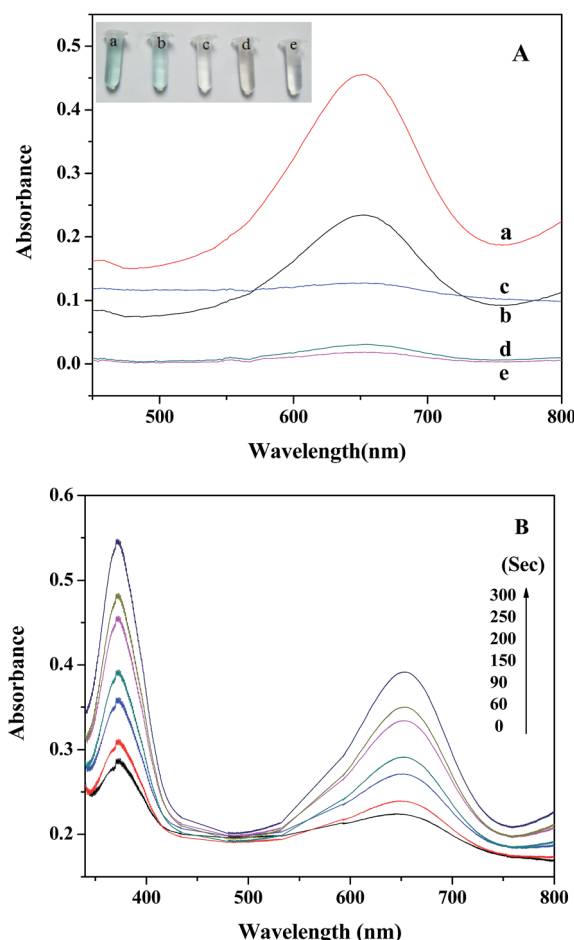 0.5
0.4
0.3
0.2
0.1
0.0
Absorbance
a b c d e
A
a
c
b
d
e
500 600 700 800
Wavelength(nm)
0.6
0.5
0.4
0.3
0.2
Absorbance
B
(Sec)
300
250
200
150
90
60
0
400 500 600 700 800
Wavelength (nm)